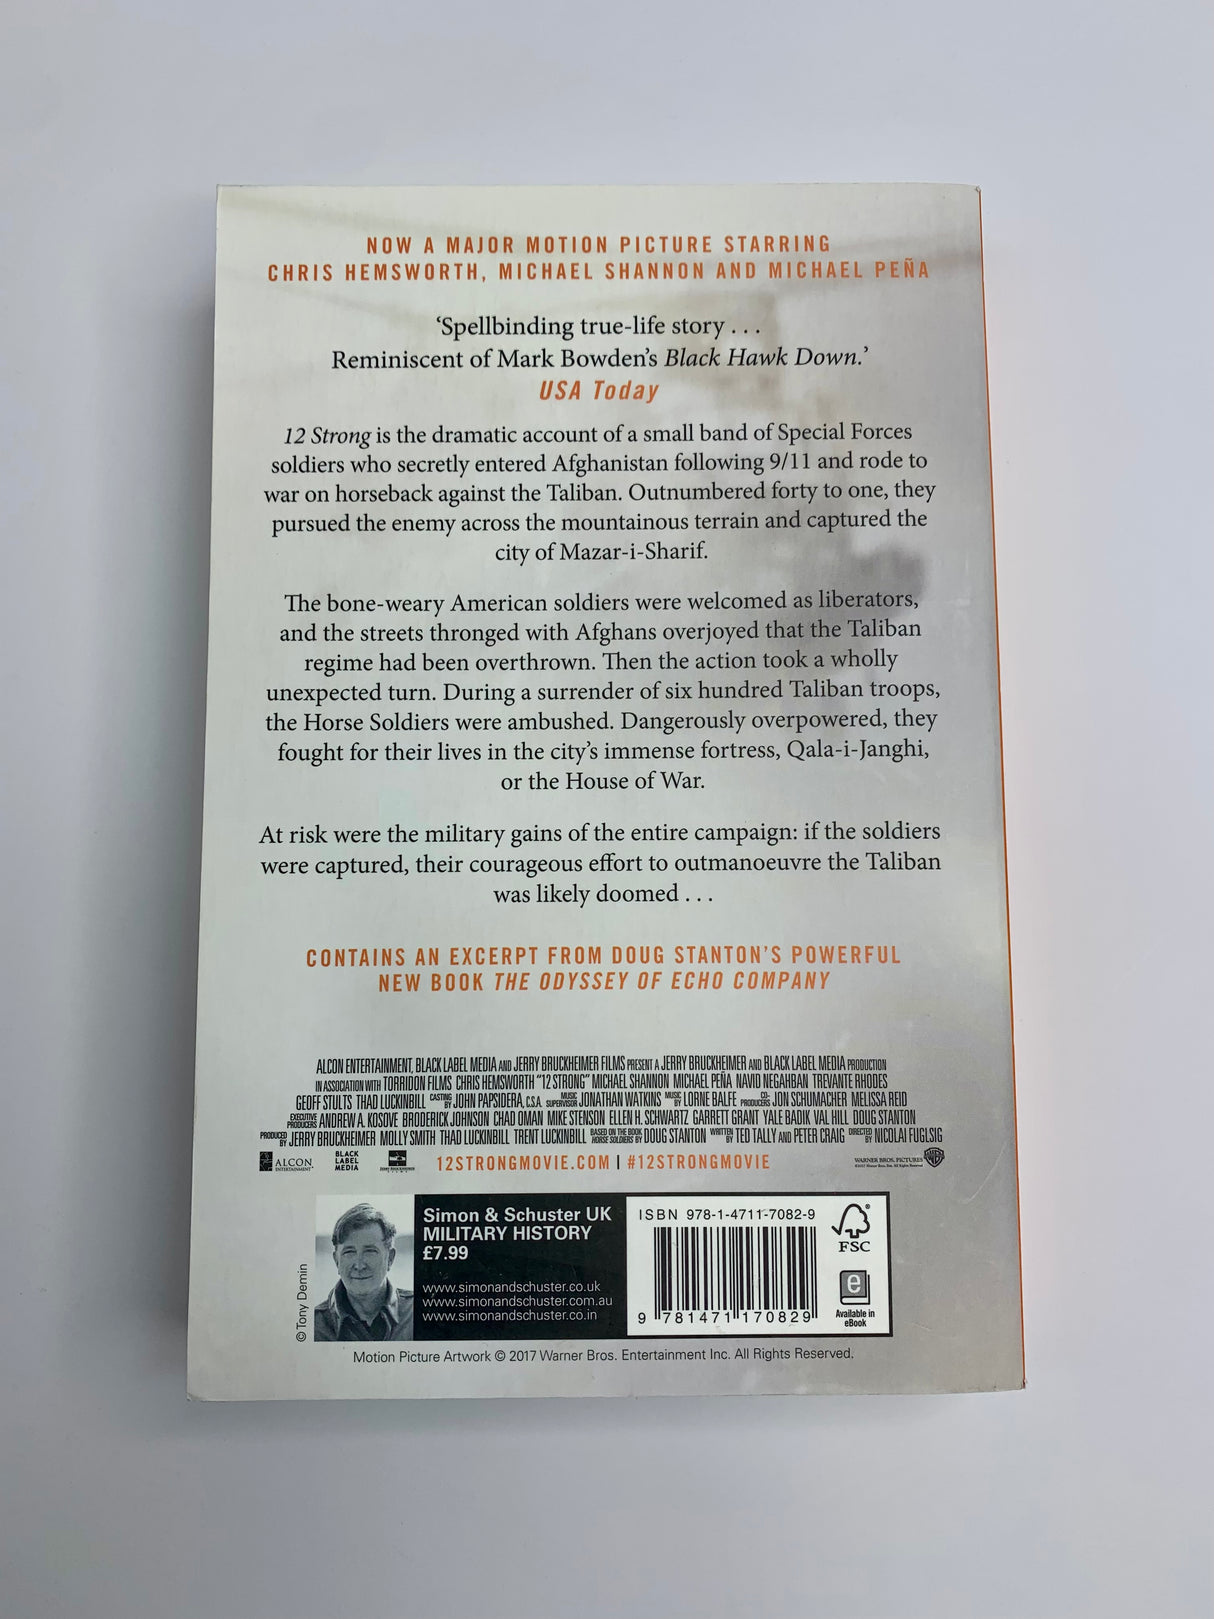 NOW A MAJOR MOTION PICTURE STARRING
CHRIS HEMSWORTH, MICHAEL SHANNON AND MICHAEL PEÑA
‘Spellbinding true-life story . . .
Reminiscent of Mark Bowden’s Black Hawk Down.’
USA Today
12 Strong is the dramatic account of a small band of Special Forces
soldiers who secretly entered Afghanistan following 9/11 and rode to
war on horseback against the Taliban. Outnumbered forty to one, they
pursued the enemy across the mountainous terrain and captured the
city of Mazar-i-Sharif.
The bone-weary American soldiers were welcomed as liberators,
and the streets thronged with Afghans overjoyed that the Taliban
regime had been overthrown. Then the action took a wholly
unexpected turn. During a surrender of six hundred Taliban troops,
the Horse Soldiers were ambushed. Dangerously overpowered, they
fought for their lives in the city’s immense fortress, Qala-i-Janghi,
or the House of War.
At risk were the military gains of the entire campaign: if the soldiers
were captured, their courageous effort to outmanoeuvre the Taliban
was likely doomed . . .
CONTAINS AN EXCERPT FROM DOUG STANTON’S POWERFUL
NEW BOOK THE ODYSSEY OF ECHO COMPANY
ALCON ENTERTAINMENT, BLACK LABEL MEDIA AND JERRY BRUCKHEIMER FILMS PRESENT A JERRY BRUCKHEIMER AND BLACK LABEL MEDIA PRODUCTION
IN ASSOCIATION WITH TORRIDON FILMS CHRIS HEMSWORTH “12 STRONG” MICHAEL SHANNON MICHAEL PEÑA NAVID NEGAHBAN TREVANTE RHODES
GEOFF STULTS THAD LUCKINBILL CASTING BY JOHN PAPSIDERA, C.S.A. MUSIC SUPERVISOR JONATHAN WATKINS MUSIC BY LORNE BALFE CO-PRODUCERS JON SCHUMACHER MELISSA REID
EXECUTIVE PRODUCERS ANDREW A. KOSOVE BRODERICK JOHNSON CHAD OMAN MIKE STENSON ELLEN H. SCHWARTZ GARRETT GRANT YALE BADIK VAL HILL DOUG STANTON
PRODUCED BY JERRY BRUCKHEIMER MOLLY SMITH THAD LUCKINBILL TRENT LUCKINBILL BASED ON THE BOOK HORSE SOLDIERS BY DOUG STANTON WRITTEN BY TED TALLY AND PETER CRAIG DIRECTED BY NICOLAI FUGLSIG
ALCON
ENTERTAINMENT
BLACK
LABEL
MEDIA
JERRY BRUCKHEIMER
12STRONGMOVIE.COM | #12STRONGMOVIE
WARNER BROS. PICTURES
© Tony Demin
Simon & Schuster UK
MILITARY HISTORY
£7.99
www.simonandschuster.co.uk
www.simonandschuster.com.au
www.simonandschuster.co.in
ISBN 978-1-4711-7082-9
9 781471 170829
FSC
e
Available in
eBook
Motion Picture Artwork © 2017 Warner Bros. Entertainment Inc. All Rights Reserved.